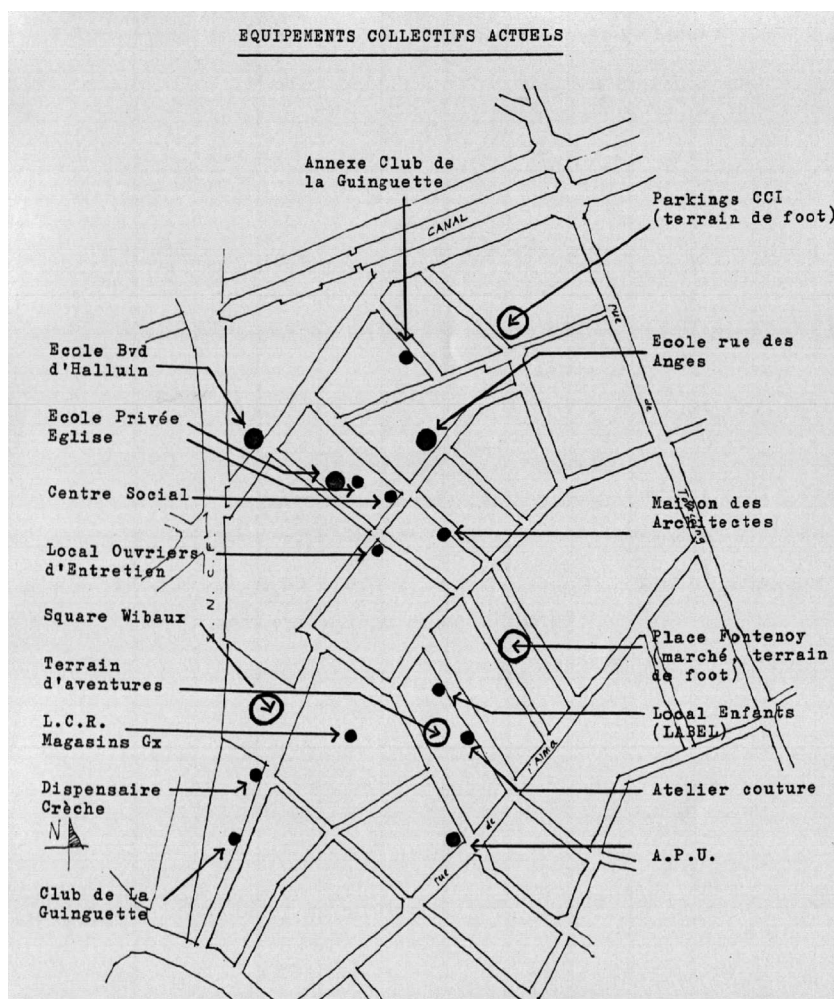 EQUIPEMENTS COLLECTIFS ACTUELS
Annexe Club de
la Guinguette
Parkings CCI
(terrain de foot)
CANAL
rue
de
Tourcoing
Ecole Bvd
d'Halluin
Ecole rue des
Anges
Ecole Privée
Eglise
Centre Social
Maison des
Architectes
Local Ouvriers
d'Entretien
S N C F
Square Wibaux
Place Fontenoy
(marché, terrain
de foot)
Terrain
d'aventures
Local Enfants
(LABEL)
L.C.R.
Magasins Gx
l'Alma
de
rue
Dispensaire
Crèche
Atelier couture
N
A.P.U.
Club de La
Guinguette